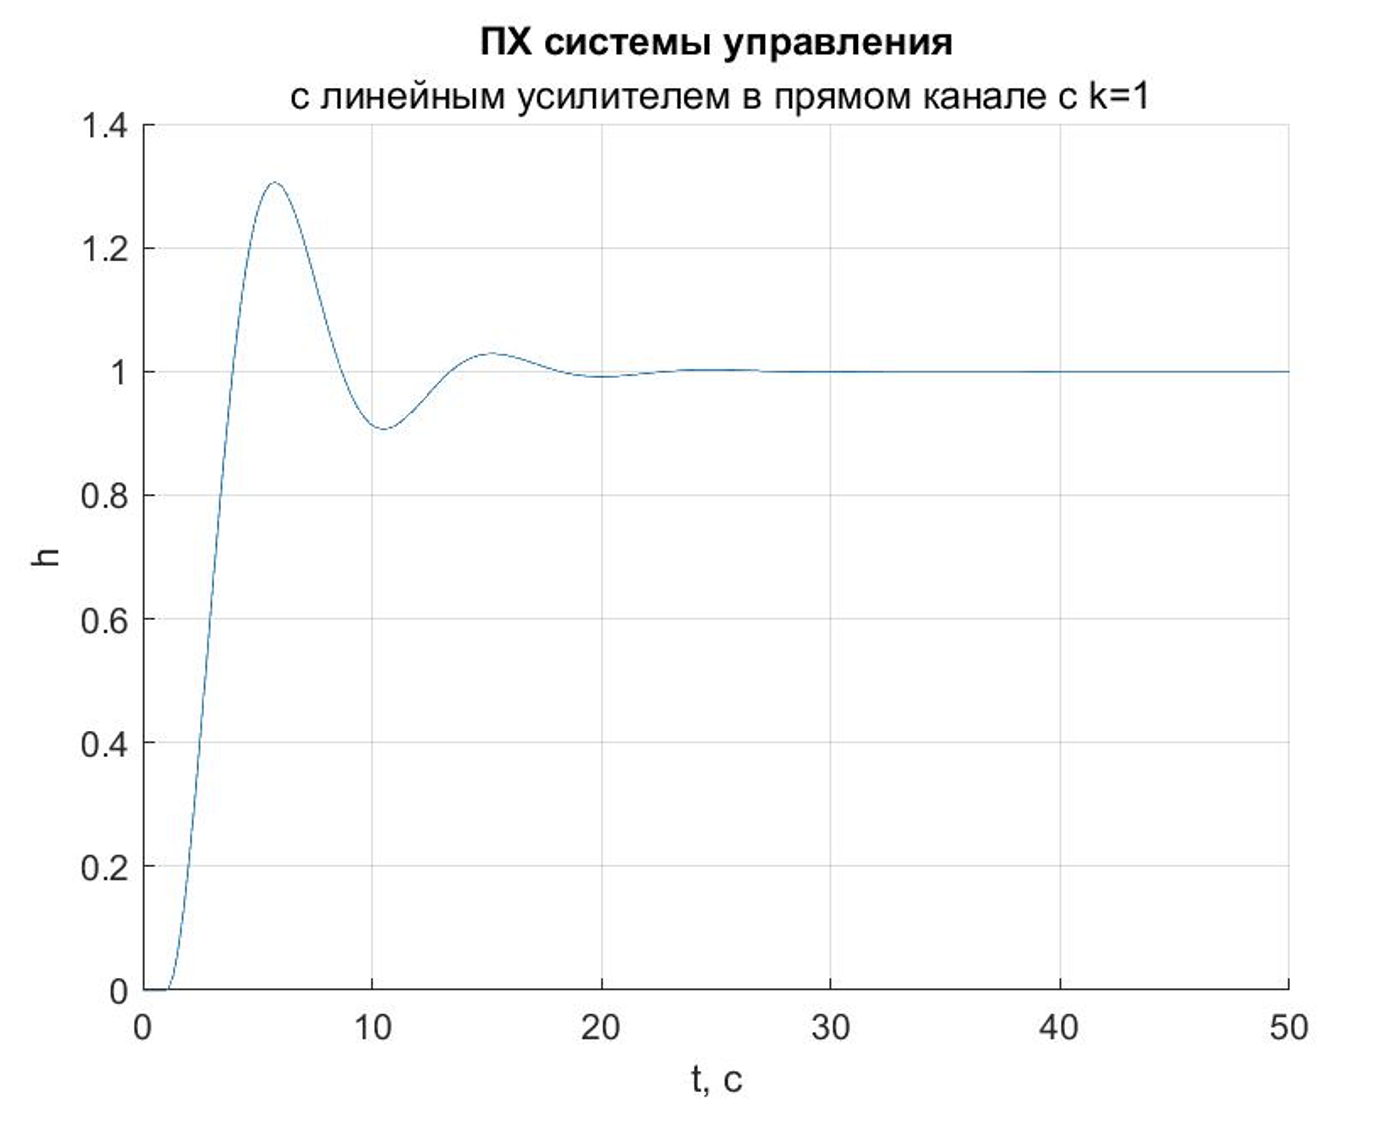 ПХ системы управления
с линейным усилителем в прямом канале с k=1
1.4
1.2
1
0.8
0.6
0.4
0.2
0
h
0 10 20 30 40 50
t, с